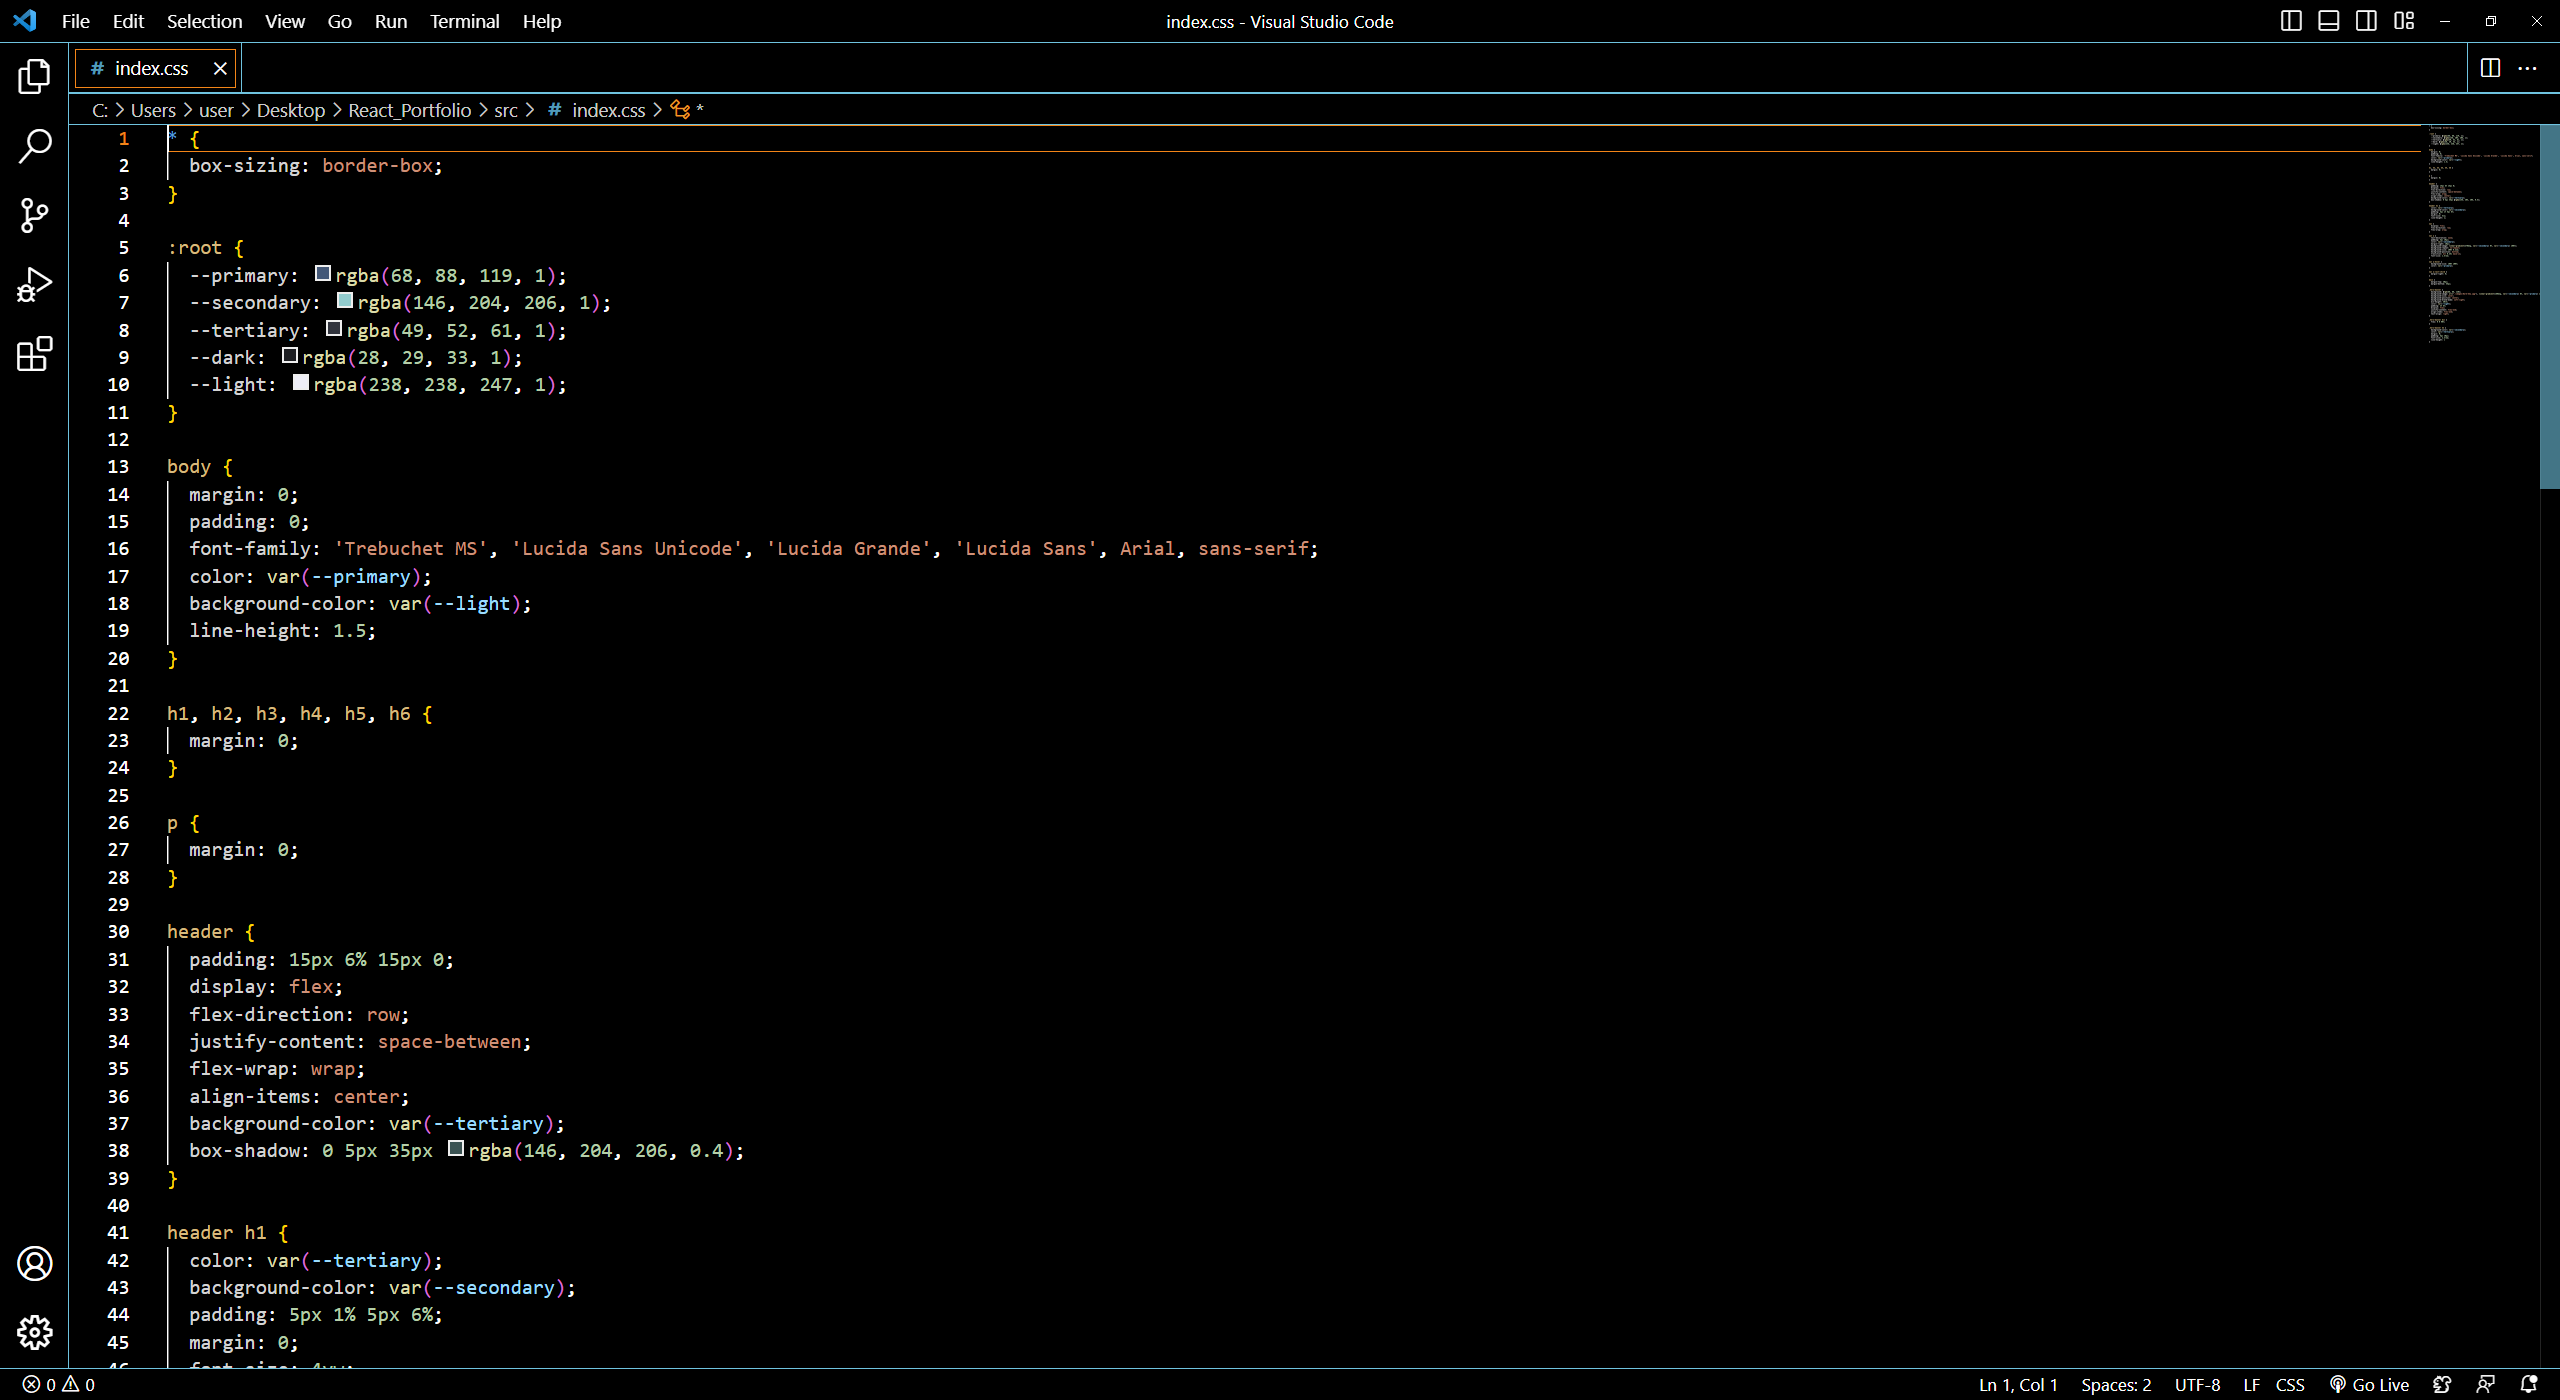 File Edit Selection View Go Run Terminal Help index.css - Visual Studio Code
# index.css
C: > Users > user > Desktop > React_Portfolio > src > # index.css > *
1 * {
2   box-sizing: border-box;
3 }
4
5 :root {
6   --primary: rgba(68, 88, 119, 1);
7   --secondary: rgba(146, 204, 206, 1);
8   --tertiary: rgba(49, 52, 61, 1);
9   --dark: rgba(28, 29, 33, 1);
10   --light: rgba(238, 238, 247, 1);
11 }
12
13 body {
14   margin: 0;
15   padding: 0;
16   font-family: 'Trebuchet MS', 'Lucida Sans Unicode', 'Lucida Grande', 'Lucida Sans', Arial, sans-serif;
17   color: var(--primary);
18   background-color: var(--light);
19   line-height: 1.5;
20 }
21
22 h1, h2, h3, h4, h5, h6 {
23   margin: 0;
24 }
25
26 p {
27   margin: 0;
28 }
29
30 header {
31   padding: 15px 6% 15px 0;
32   display: flex;
33   flex-direction: row;
34   justify-content: space-between;
35   flex-wrap: wrap;
36   align-items: center;
37   background-color: var(--tertiary);
38   box-shadow: 0 5px 35px rgba(146, 204, 206, 0.4);
39 }
40
41 header h1 {
42   color: var(--tertiary);
43   background-color: var(--secondary);
44   padding: 5px 1% 5px 6%;
45   margin: 0;
0 0 Ln 1, Col 1 Spaces: 2 UTF-8 LF CSS Go Live